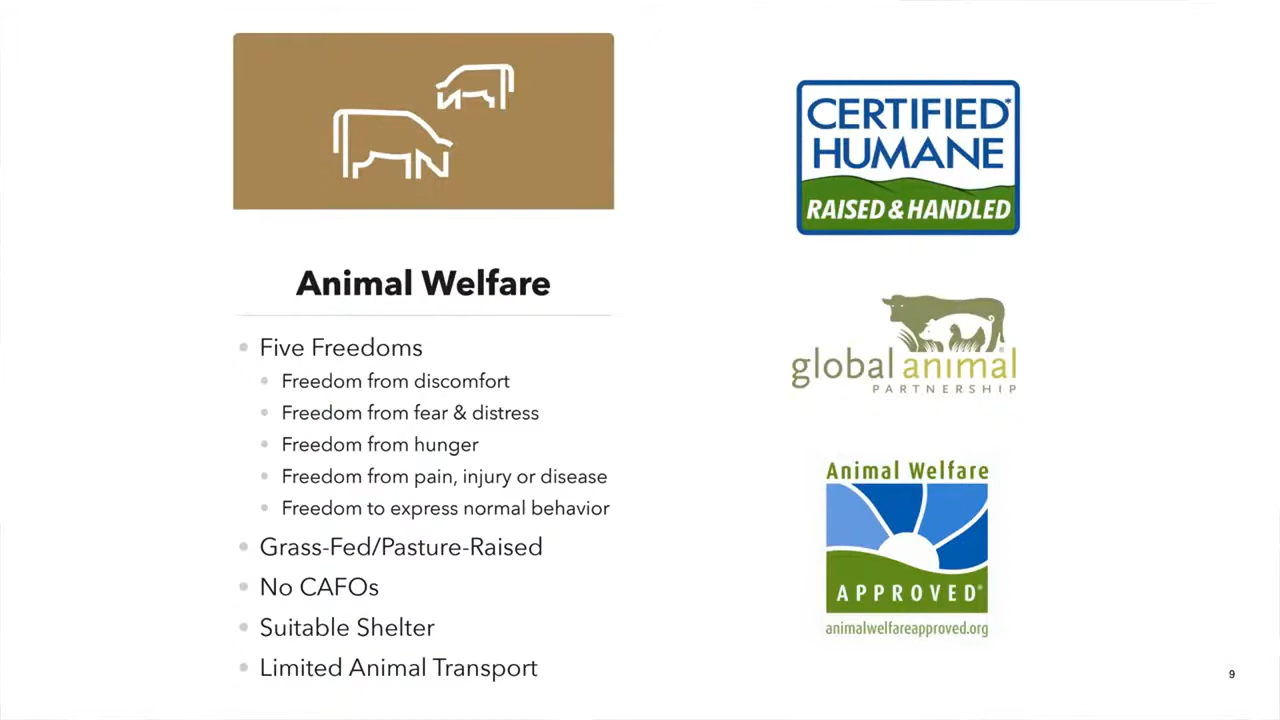 Animal Welfare
Five Freedoms
Freedom from discomfort
Freedom from fear & distress
Freedom from hunger
Freedom from pain, injury or disease
Freedom to express normal behavior
Grass-Fed/Pasture-Raised
No CAFOs
Suitable Shelter
Limited Animal Transport
CERTIFIED
HUMANE
RAISED & HANDLED
global animal
PARTNERSHIP
Animal Welfare
APPROVED®
animalwelfareapproved.org
9